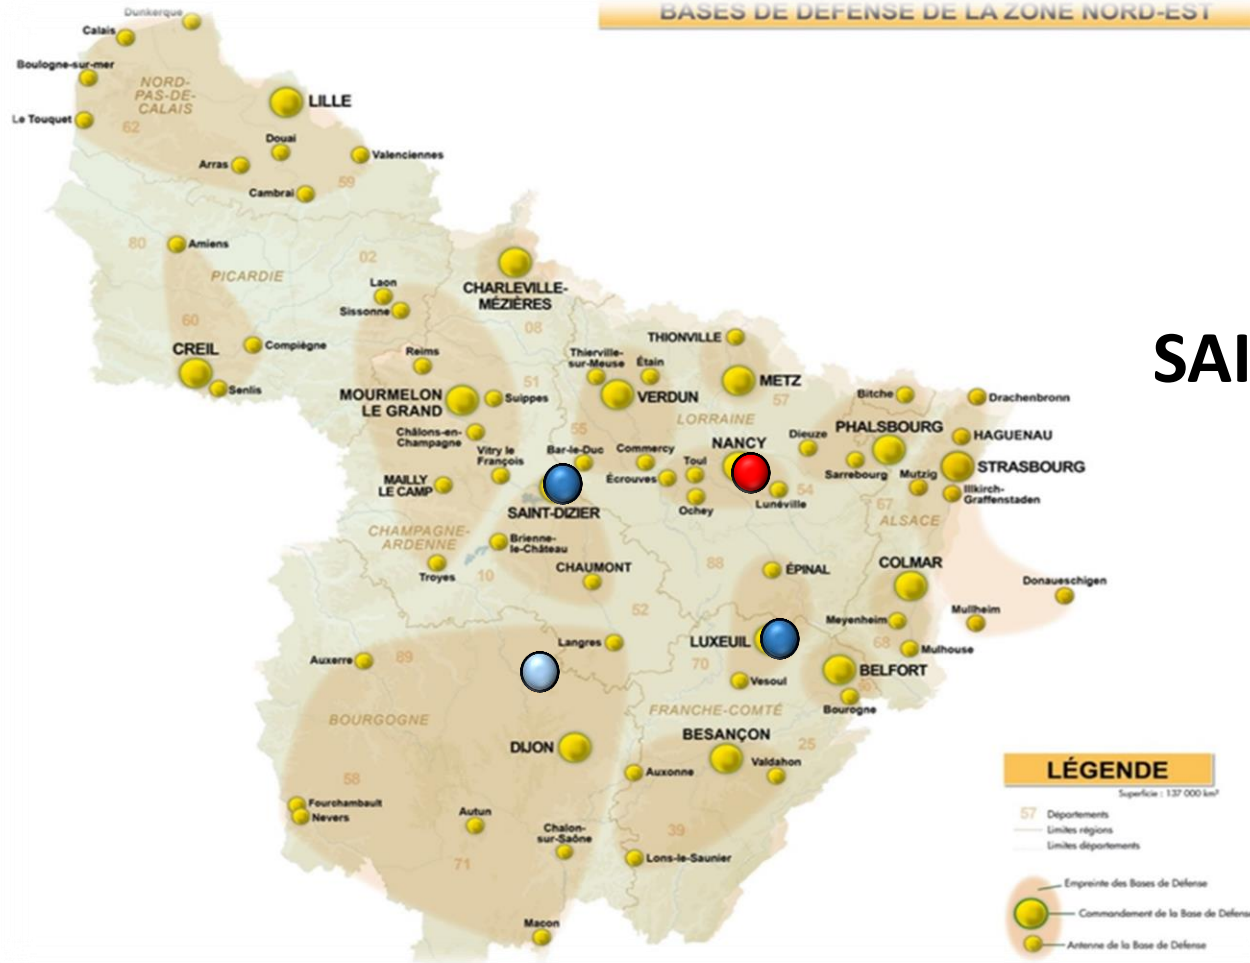 BASES DE DEFENSE DE LA ZONE NORD-EST
Dunkerque
Calais
Boulogne-sur-mer
NORD-
PAS-DE-
CALAIS
LILLE
Le Touquet
62
Douai
Arras
Valenciennes
59
Cambrai
80
Amiens
02
PICARDIE
Laon
Sissonne
CHARLEVILLE-
MÉZIÈRES
08
60
CREIL
Compiègne
Senlis
Reims
MOURMELON
LE GRAND
51
Suippes
Châlons-en-
Champagne
Vitry le
François
MAILLY
LE CAMP
Thierville-
sur-Meuse
Étain
VERDUN
THIONVILLE
METZ
57
LORRAINE
55
Bar-le-Duc
Commercy
Écrouves
Toul
Ochey
NANCY
Lunéville
54
Dieuze
Bitche
PHALSBOURG
Sarrebourg
Mutzig
Drachenbronn
HAGUENAU
STRASBOURG
Illkirch-
Graffenstaden
67
ALSACE
SAI
SAINT-DIZIER
CHAMPAGNE-
ARDENNE
Brienne-
le-Château
Troyes
10
CHAUMONT
52
88
ÉPINAL
COLMAR
Donaueschigen
Mullheim
Meyenheim
68
Mulhouse
Langres
LUXEUIL
70
Vesoul
BELFORT
90
Bourogne
Auxerre
89
BOURGOGNE
FRANCHE-COMTÉ
DIJON
BESANÇON
25
Auxonne
Valdahon
58
Fourchambault
Nevers
Autun
Chalon-
sur-Saône
39
71
Lons-le-Saunier
Macon
LÉGENDE
Superficie : 137 000 km²
57 Départements
Limites régions
Limites départements
Empreinte des Bases de Défense
Commandement de la Base de Défens
Antenne de la Base de Défense